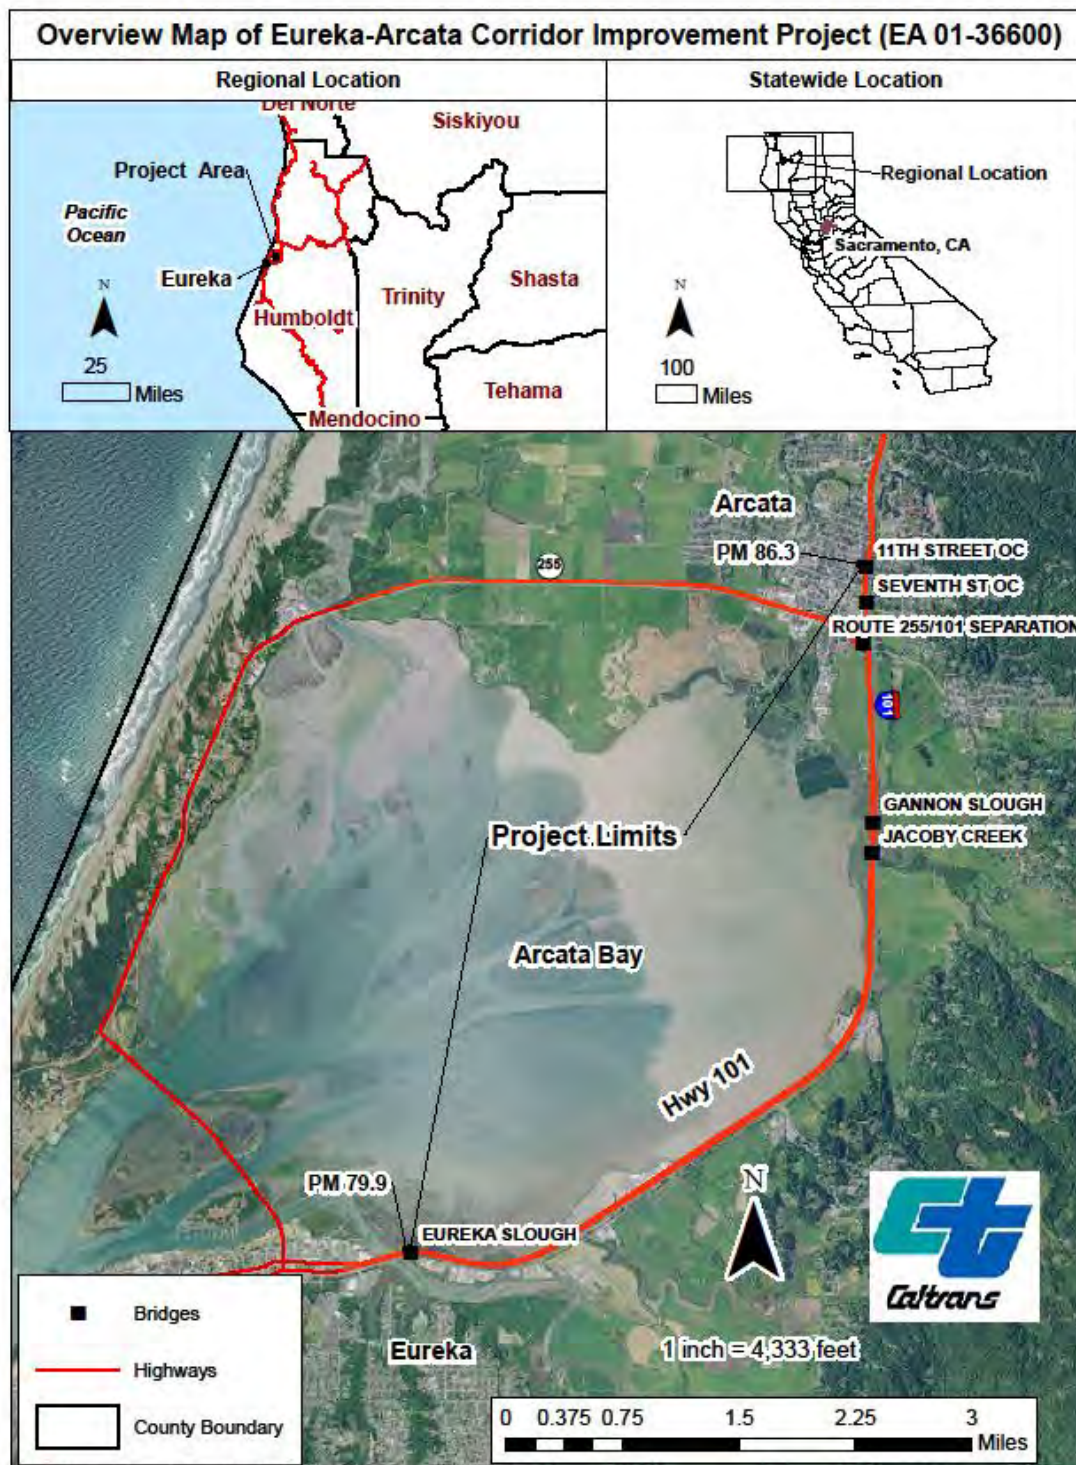 Overview Map of Eureka-Arcata Corridor Improvement Project (EA 01-36600)
Regional Location
Statewide Location
Del Norte
Siskiyou
Project Area
Pacific
Ocean
Eureka
N
Humboldt
Trinity
Shasta
Tehama
Mendocino
25
Miles
Regional Location
Sacramento, CA
N
100
Miles
Arcata
PM 86.3
11TH STREET OC
SEVENTH ST OC
255
ROUTE 255/101 SEPARATION
101
GANNON SLOUGH
JACOBY CREEK
Project Limits
Arcata Bay
Hwy 101
PM 79.9
EUREKA SLOUGH
N
Caltrans
Eureka
1 inch = 4,333 feet
Bridges
Highways
County Boundary
0 0.375 0.75 1.5 2.25 3
Miles